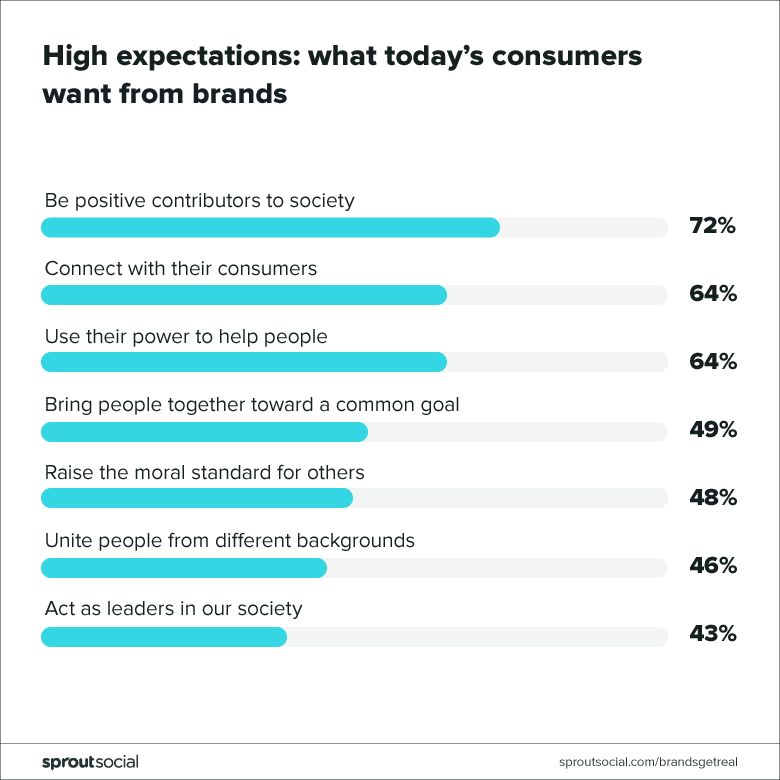 High expectations: what today’s consumers
want from brands
Be positive contributors to society
72%
Connect with their consumers
64%
Use their power to help people
64%
Bring people together toward a common goal
49%
Raise the moral standard for others
48%
Unite people from different backgrounds
46%
Act as leaders in our society
43%
sproutsocial
sproutsocial.com/brandsgetreal